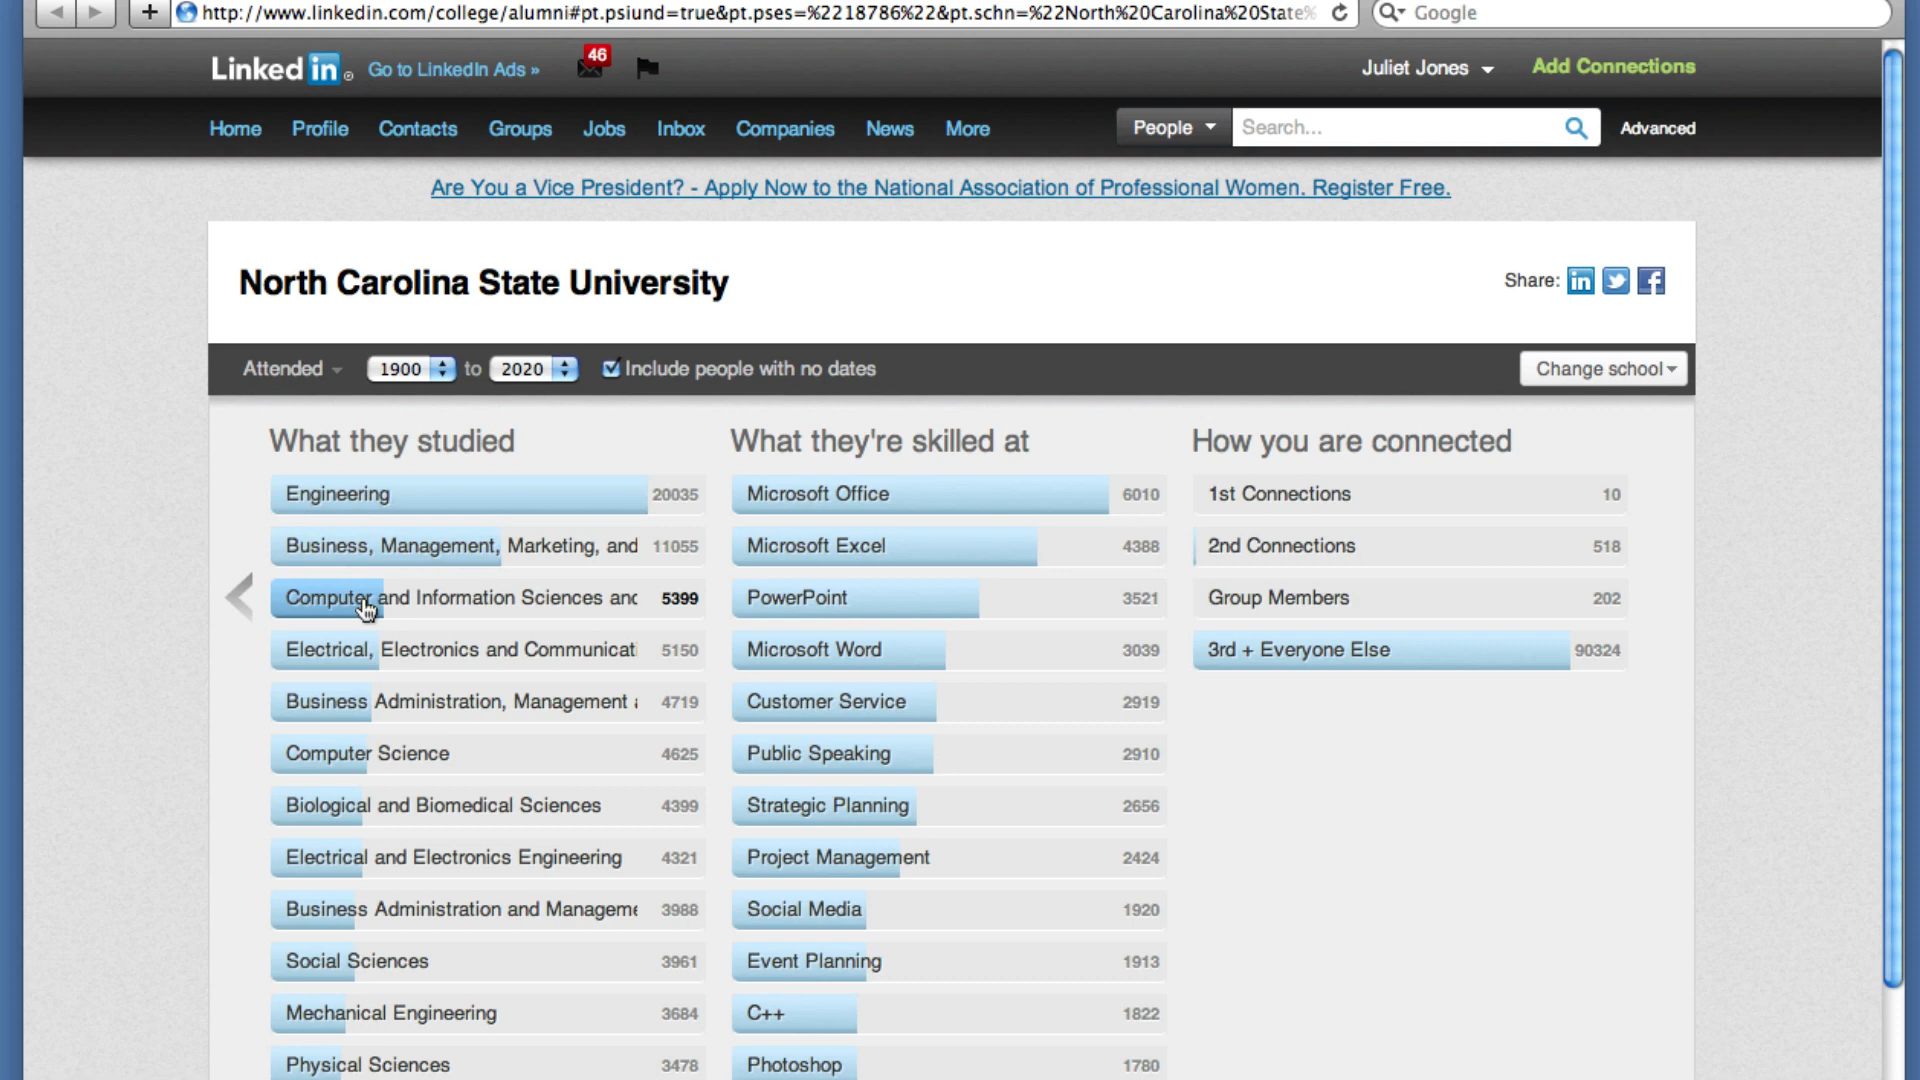 http://www.linkedin.com/college/alumni#pt.psiund=true&pt.pses=%2218786%22&pt.schn=%22North%20Carolina%20State%
Google
Linked in
Go to LinkedIn Ads »
46
Juliet Jones
Add Connections
Home Profile Contacts Groups Jobs Inbox Companies News More
People
Search...
Advanced
Are You a Vice President? - Apply Now to the National Association of Professional Women. Register Free.
North Carolina State University
Share: in f
Attended 1900 to 2020 Include people with no dates
Change school
What they studied
Engineering 20035
Business, Management, Marketing, and 11055
Computer and Information Sciences and 5399
Electrical, Electronics and Communicati 5150
Business Administration, Management a 4719
Computer Science 4625
Biological and Biomedical Sciences 4399
Electrical and Electronics Engineering 4321
Business Administration and Manageme 3988
Social Sciences 3961
Mechanical Engineering 3684
Physical Sciences 3478
What they're skilled at
Microsoft Office 6010
Microsoft Excel 4388
PowerPoint 3521
Microsoft Word 3039
Customer Service 2919
Public Speaking 2910
Strategic Planning 2656
Project Management 2424
Social Media 1920
Event Planning 1913
C++ 1822
Photoshop 1780
How you are connected
1st Connections 10
2nd Connections 518
Group Members 202
3rd + Everyone Else 90324